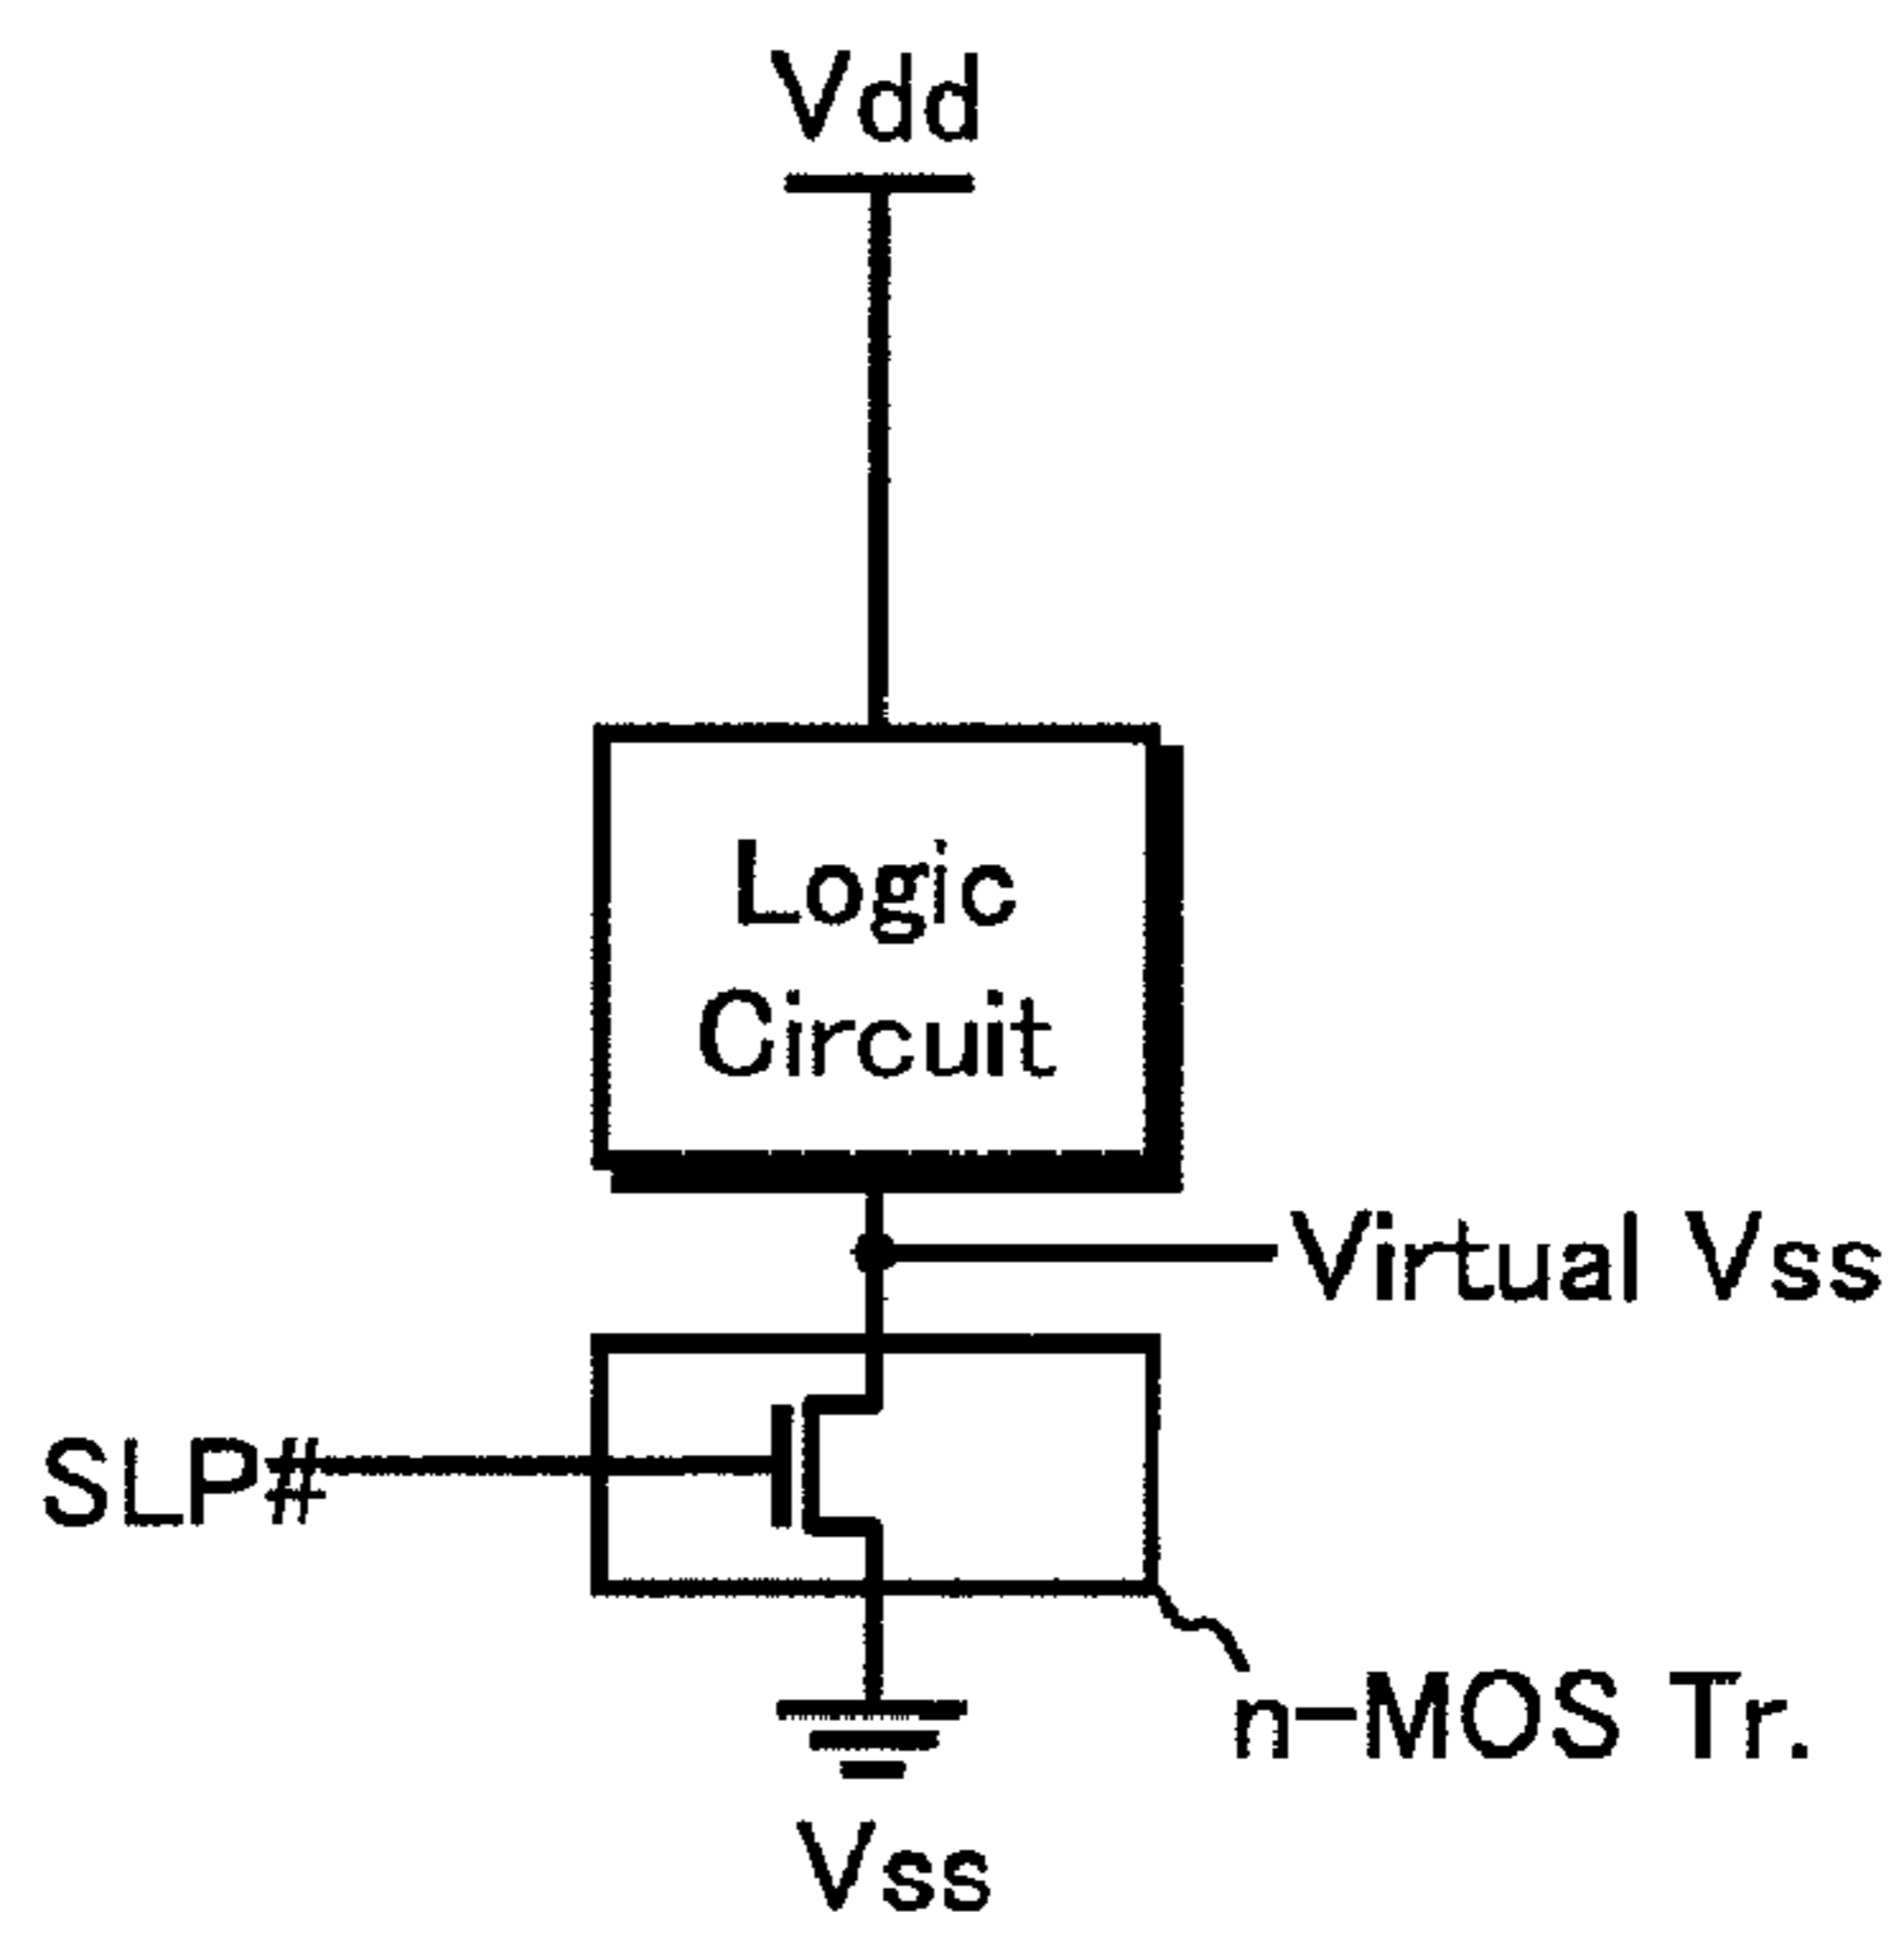 Vdd
Logic
Circuit
Virtual Vss
SLP#
n-MOS Tr.
Vss